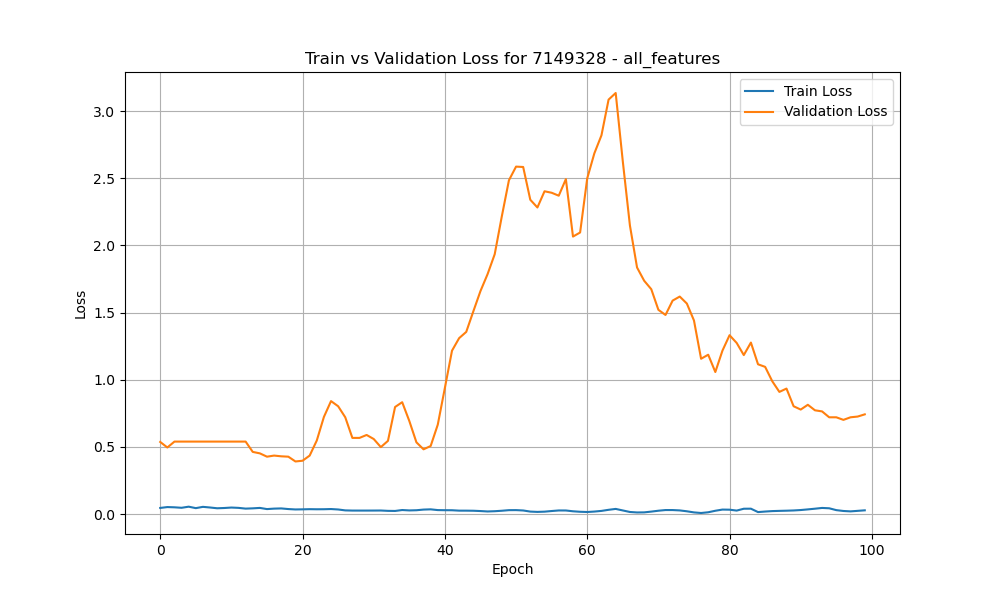 Train vs Validation Loss for 7149328 - all_features
Train Loss
Validation Loss
3.0
2.5
2.0
1.5
1.0
0.5
0.0
Loss
0 20 40 60 80 100
Epoch